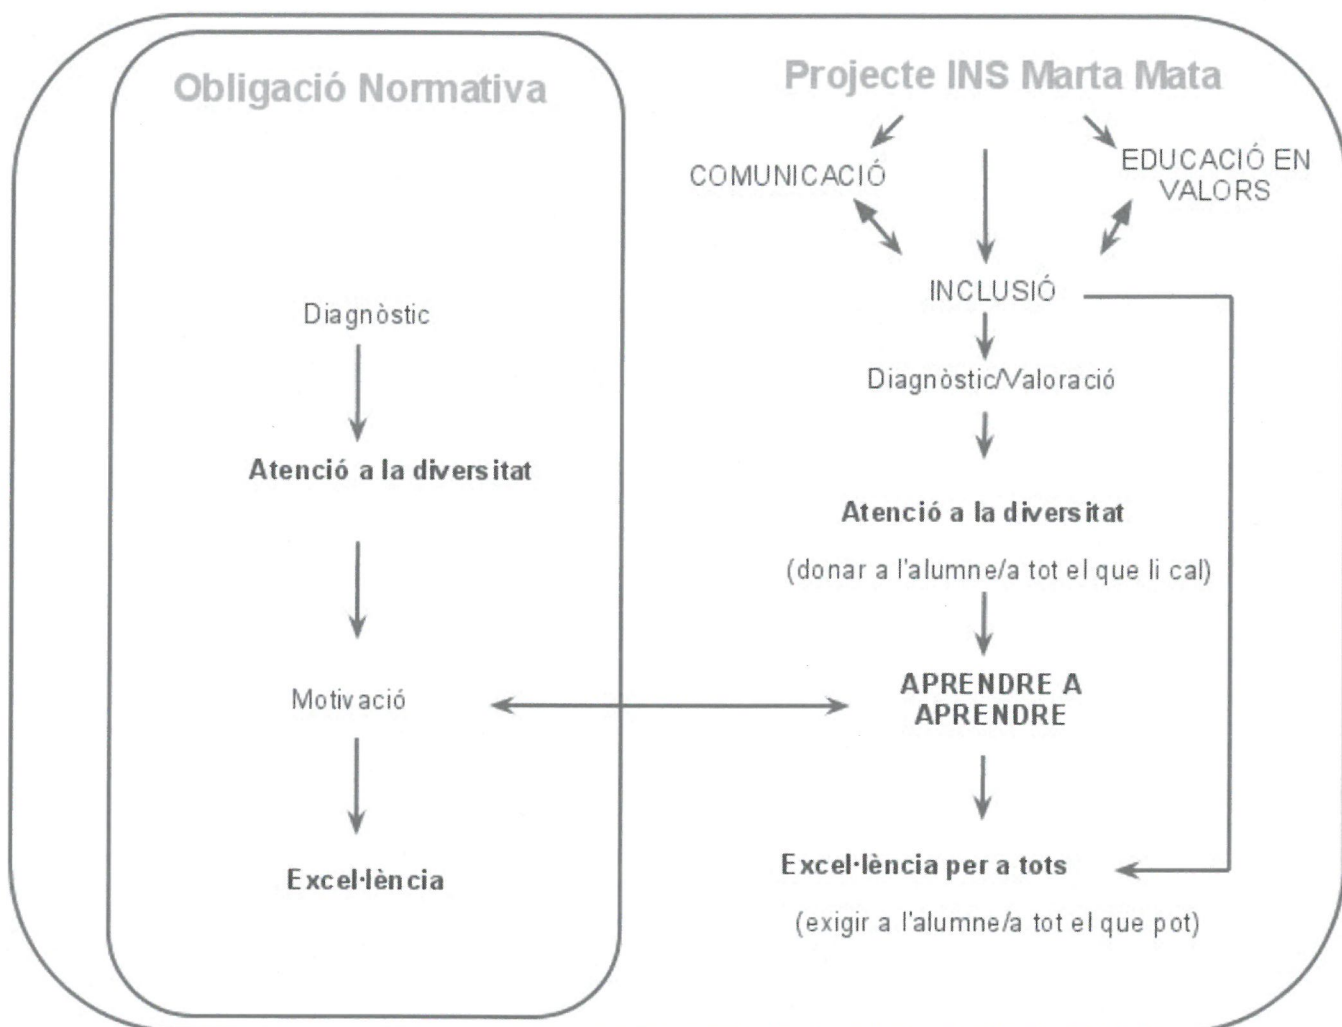 Obligació Normativa
Diagnòstic
Atenció a la diversitat
Motivació
Excel·lència
Projecte INS Marta Mata
COMUNICACIÓ
EDUCACIÓ EN
VALORS
INCLUSIÓ
Diagnòstic/Valoració
Atenció a la diversitat
(donar a l'alumne/a tot el que li cal)
APRENDRE A
APRENDRE
Excel·lència per a tots
(exigir a l'alumne/a tot el que pot)